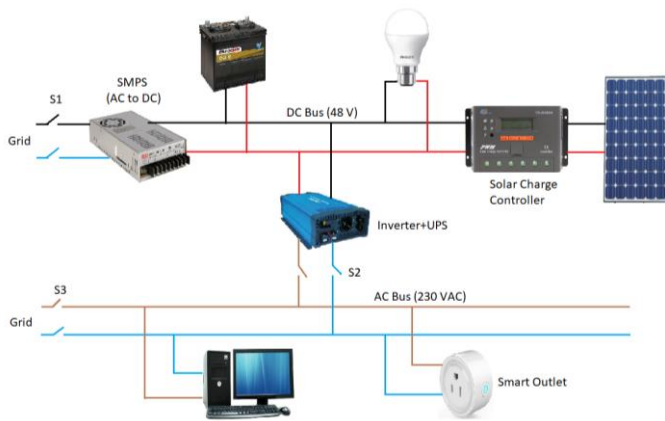 SMPS
(AC to DC)
S1
DC Bus (48 V)
Grid
Solar Charge
Controller
Inverter+UPS
S2
S3
AC Bus (230 VAC)
Grid
Smart Outlet